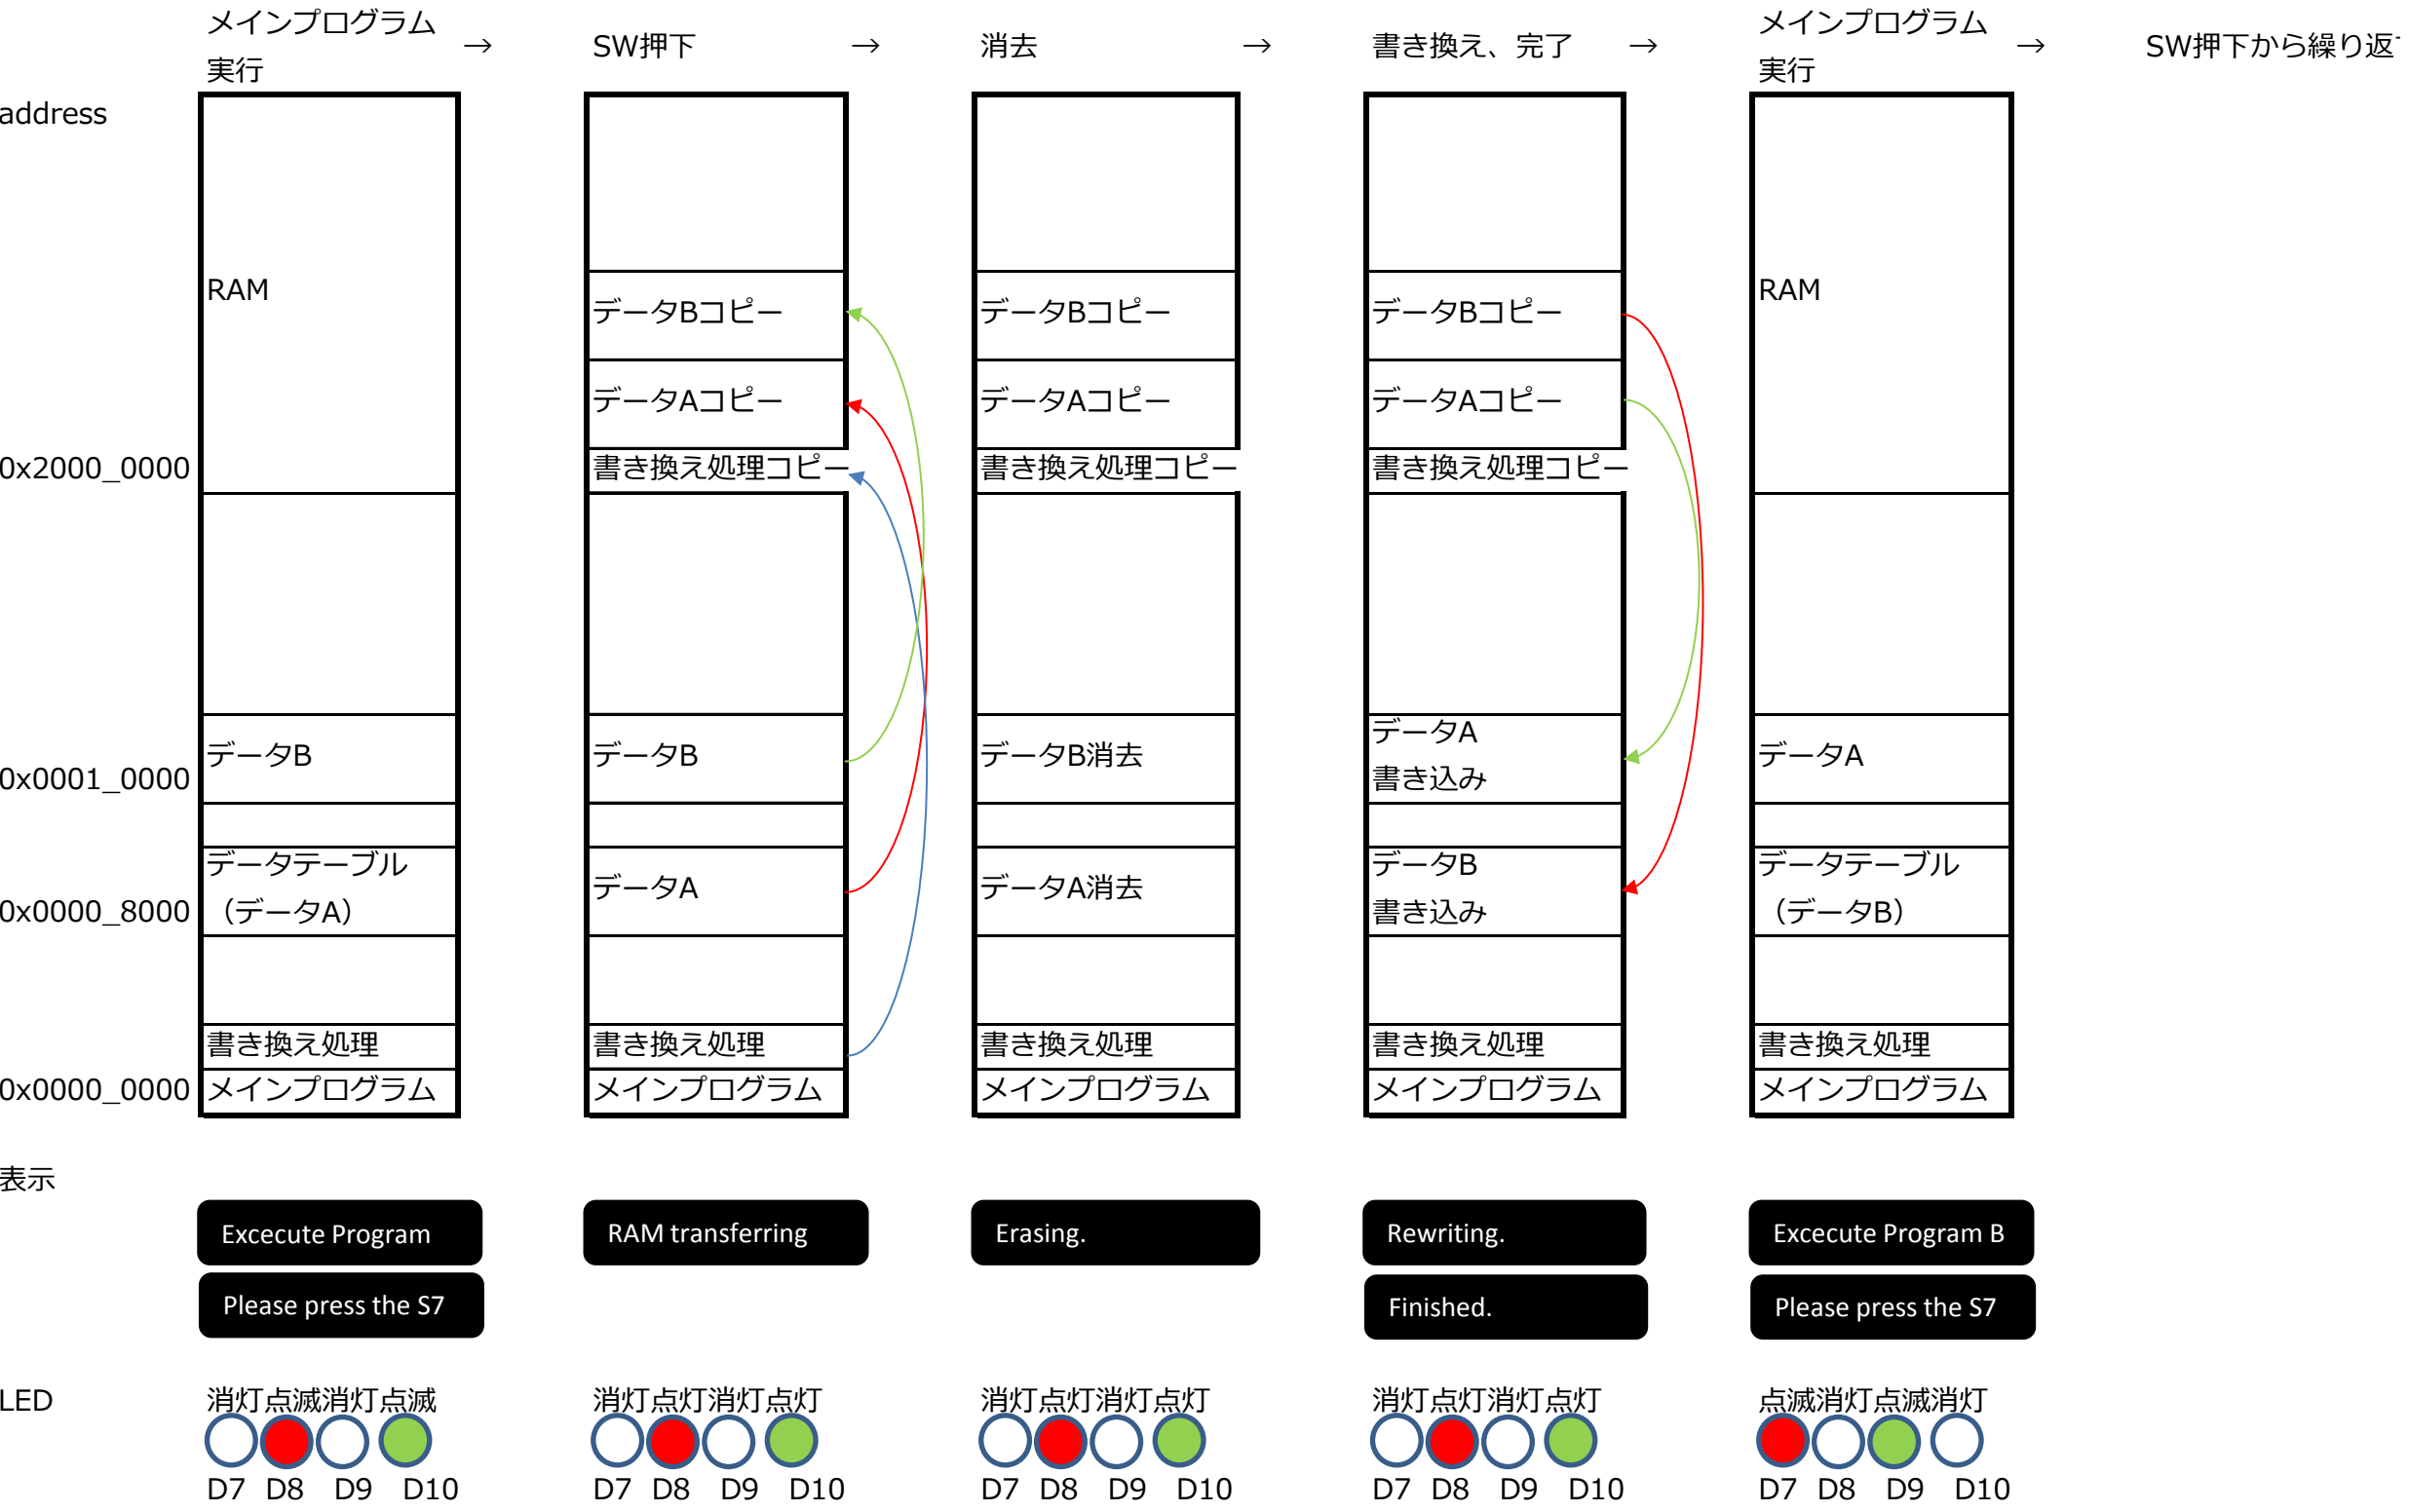 メインプログラム
実行
→
SW押下
→
消去
→
書き換え、完了
→
メインプログラム
実行
→
SW押下から繰り返
address
RAM
データBコピー
データBコピー
データBコピー
RAM
データAコピー
データAコピー
データAコピー
0x2000_0000
書き換え処理コピー
書き換え処理コピー
書き換え処理コピー
0x0001_0000
データB
データB
データB消去
データA
書き込み
データA
0x0000_8000
データテーブル
（データA）
データA
データA消去
データB
書き込み
データテーブル
（データB）
書き換え処理
書き換え処理
書き換え処理
書き換え処理
書き換え処理
0x0000_0000
メインプログラム
メインプログラム
メインプログラム
メインプログラム
メインプログラム
表示
Excecute Program
RAM transferring
Erasing.
Rewriting.
Excecute Program B
Please press the S7
Finished.
Please press the S7
LED
消灯点滅消灯点滅
消灯点灯消灯点灯
消灯点灯消灯点灯
消灯点灯消灯点灯
点滅消灯点滅消灯
D7 D8 D9 D10
D7 D8 D9 D10
D7 D8 D9 D10
D7 D8 D9 D10
D7 D8 D9 D10